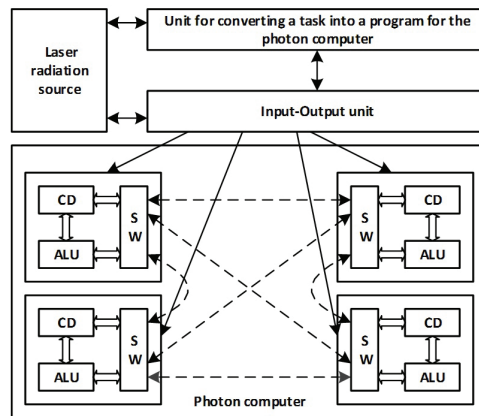 Laser
radiation
source
Unit for converting a task into a program for the
photon computer
Input-Output unit
CD
ALU
S
W
S
W
CD
ALU
CD
ALU
S
W
S
W
CD
ALU
Photon computer